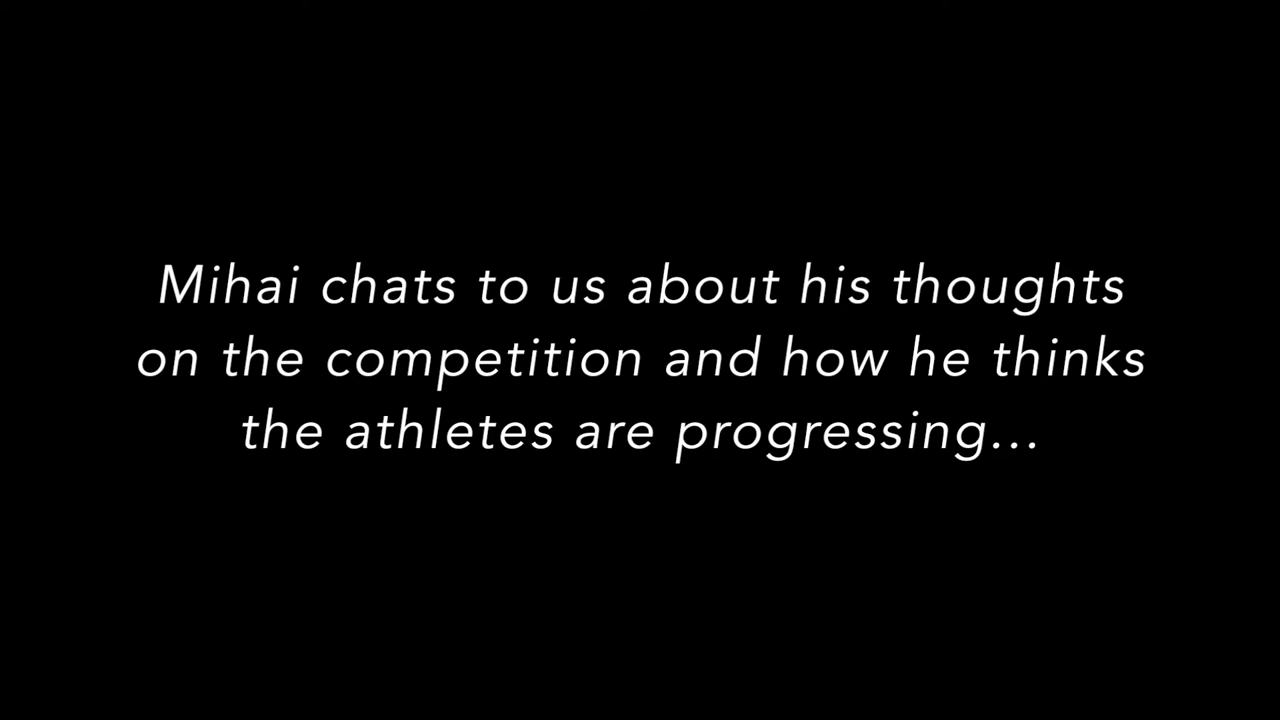 Mihai chats to us about his thoughts
on the competition and how he thinks
the athletes are progressing...